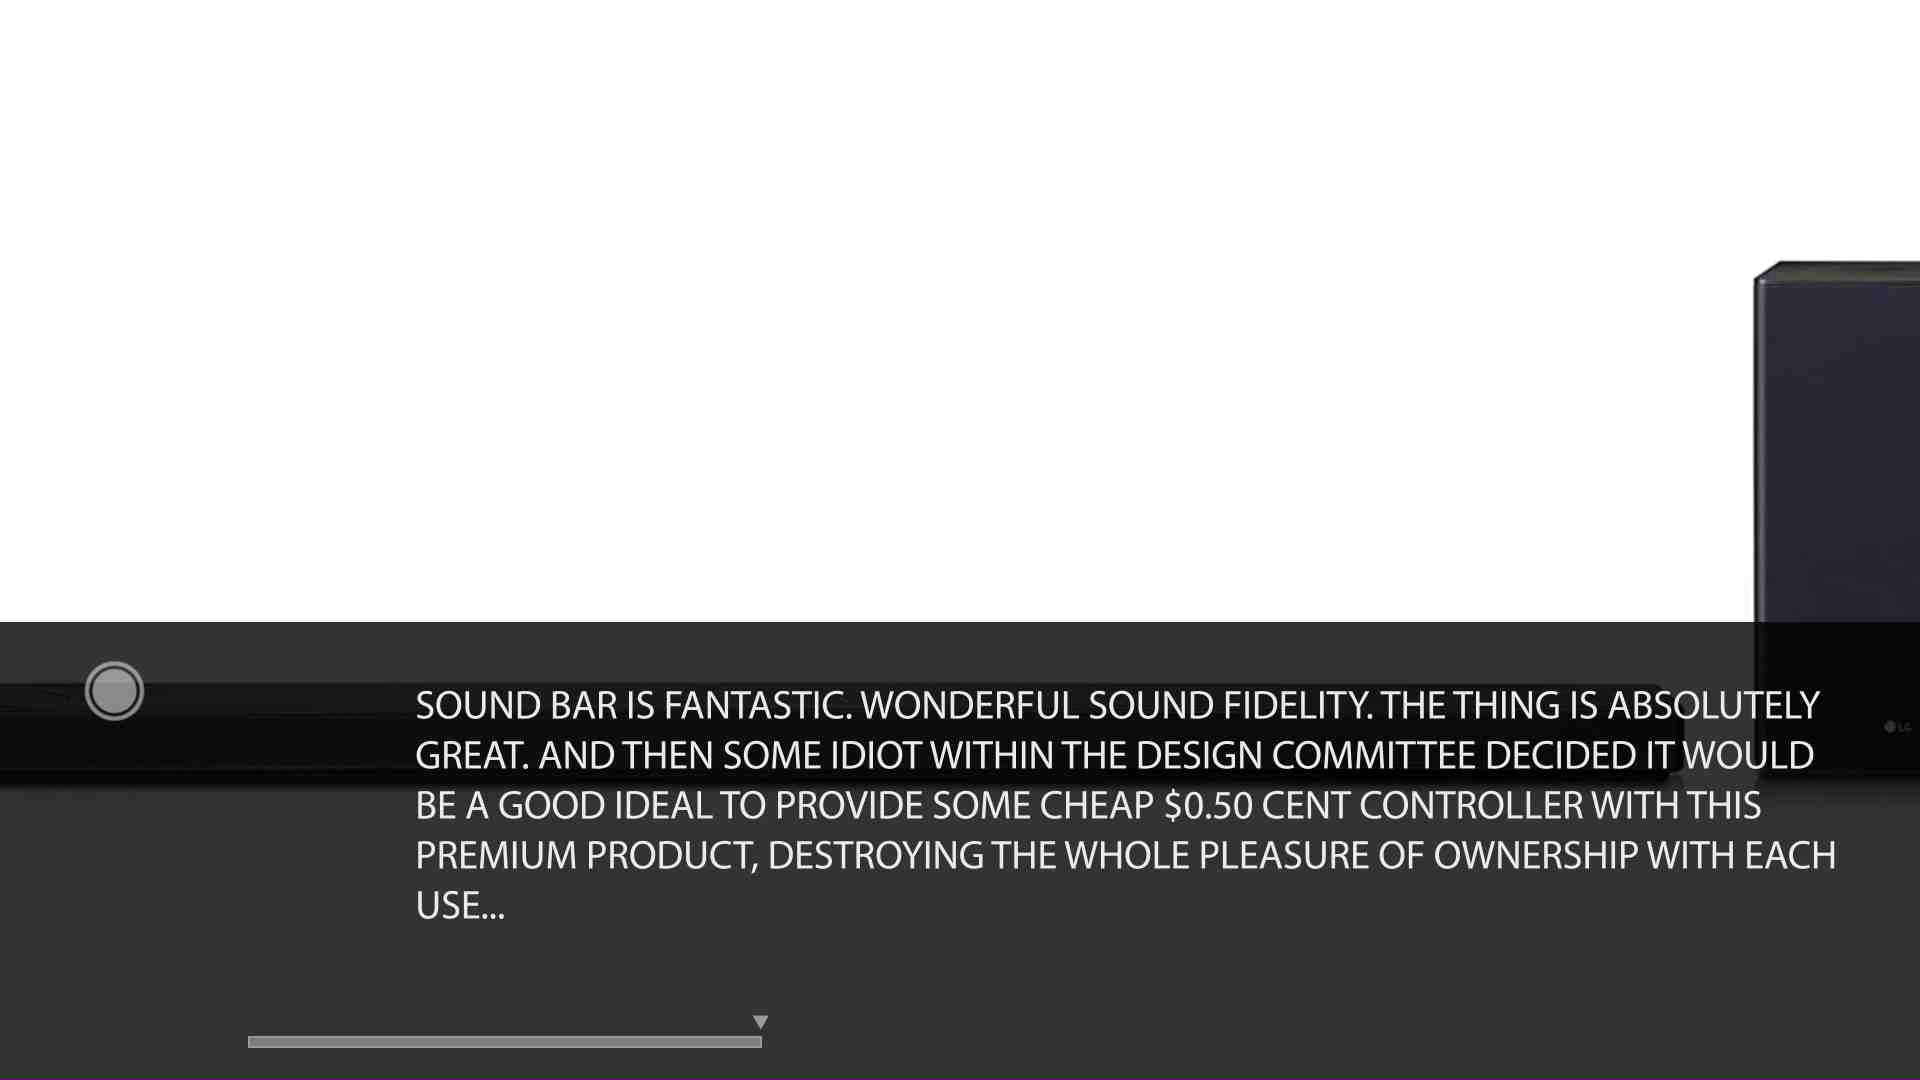 SOUND BAR IS FANTASTIC. WONDERFUL SOUND FIDELITY. THE THING IS ABSOLUTELY
GREAT. AND THEN SOME IDIOT WITHIN THE DESIGN COMMITTEE DECIDED IT WOULD
BE A GOOD IDEAL TO PROVIDE SOME CHEAP $0.50 CENT CONTROLLER WITH THIS
PREMIUM PRODUCT, DESTROYING THE WHOLE PLEASURE OF OWNERSHIP WITH EACH
USE...
LG